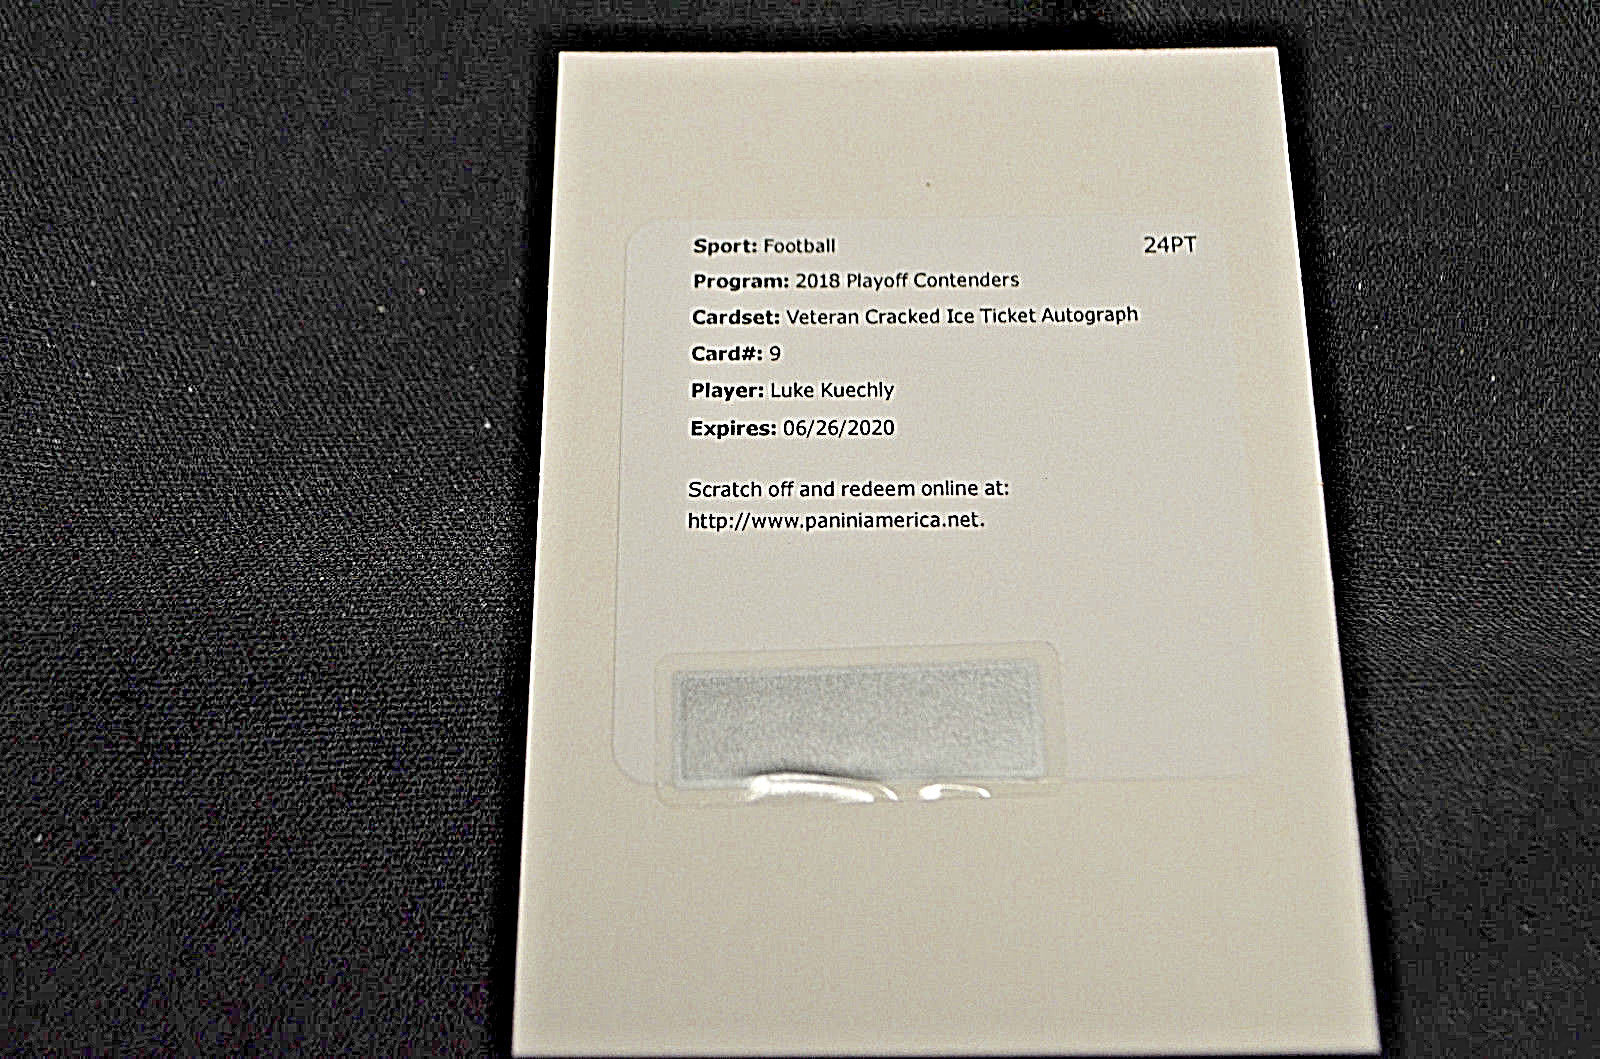 Sport: Football 24PT
Program: 2018 Playoff Contenders
Cardset: Veteran Cracked Ice Ticket Autograph
Card#: 9
Player: Luke Kuechly
Expires: 06/26/2020
Scratch off and redeem online at:
http://www.paniniamerica.net.